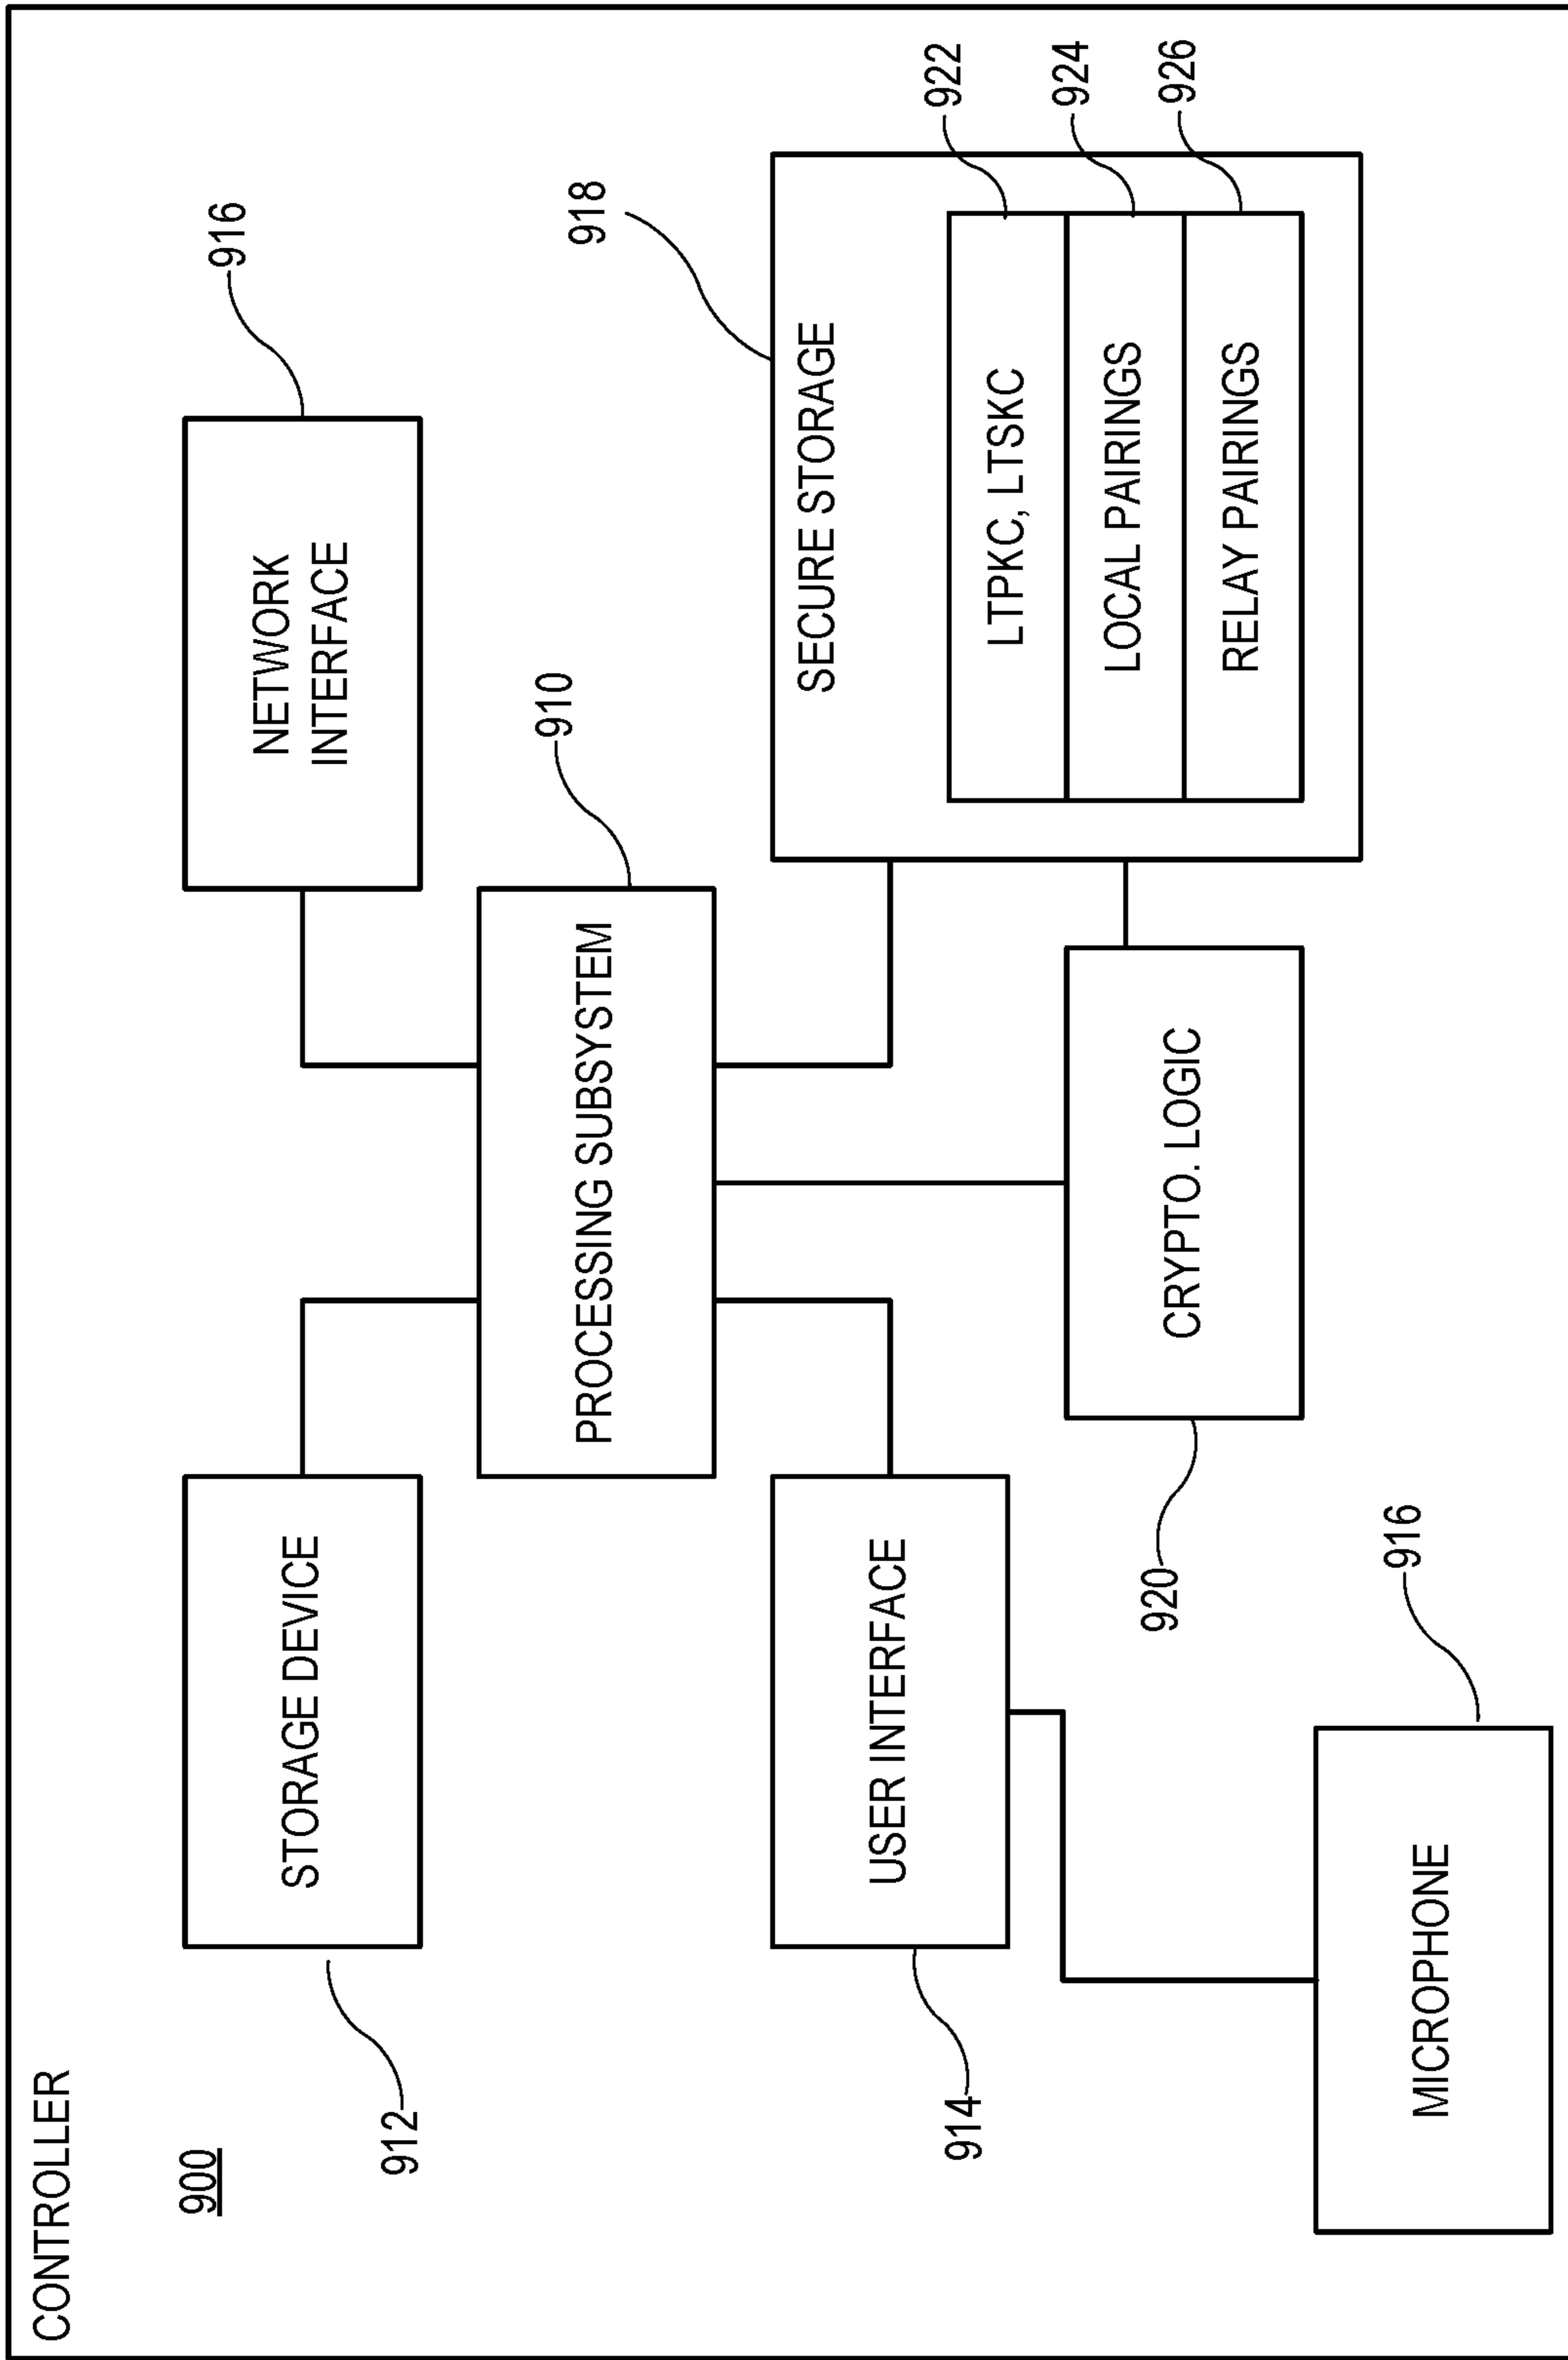 CONTROLLER
900
STORAGE DEVICE
912
NETWORK
INTERFACE
916
PROCESSING SUBSYSTEM
910
USER INTERFACE
914
SECURE STORAGE
918
LTPKC, LTSKC
922
LOCAL PAIRINGS
924
RELAY PAIRINGS
926
CRYPTO. LOGIC
920
MICROPHONE
916